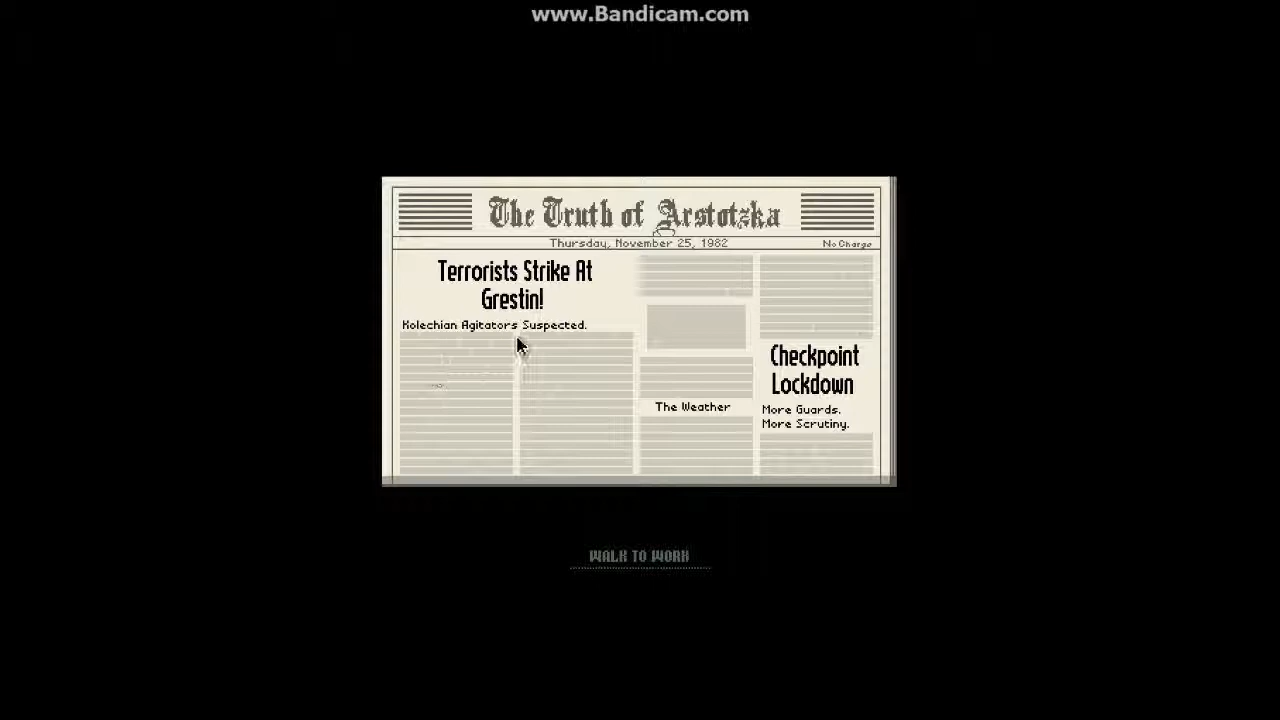 www.Bandicam.com
The Truth of Arstotzka
Thursday, November 25, 1982
No Charge
Terrorists Strike At
Grestin!
Kolechian Agitators Suspected.
The Weather
Checkpoint
Lockdown
More Guards.
More Scrutiny.
WALK TO WORK